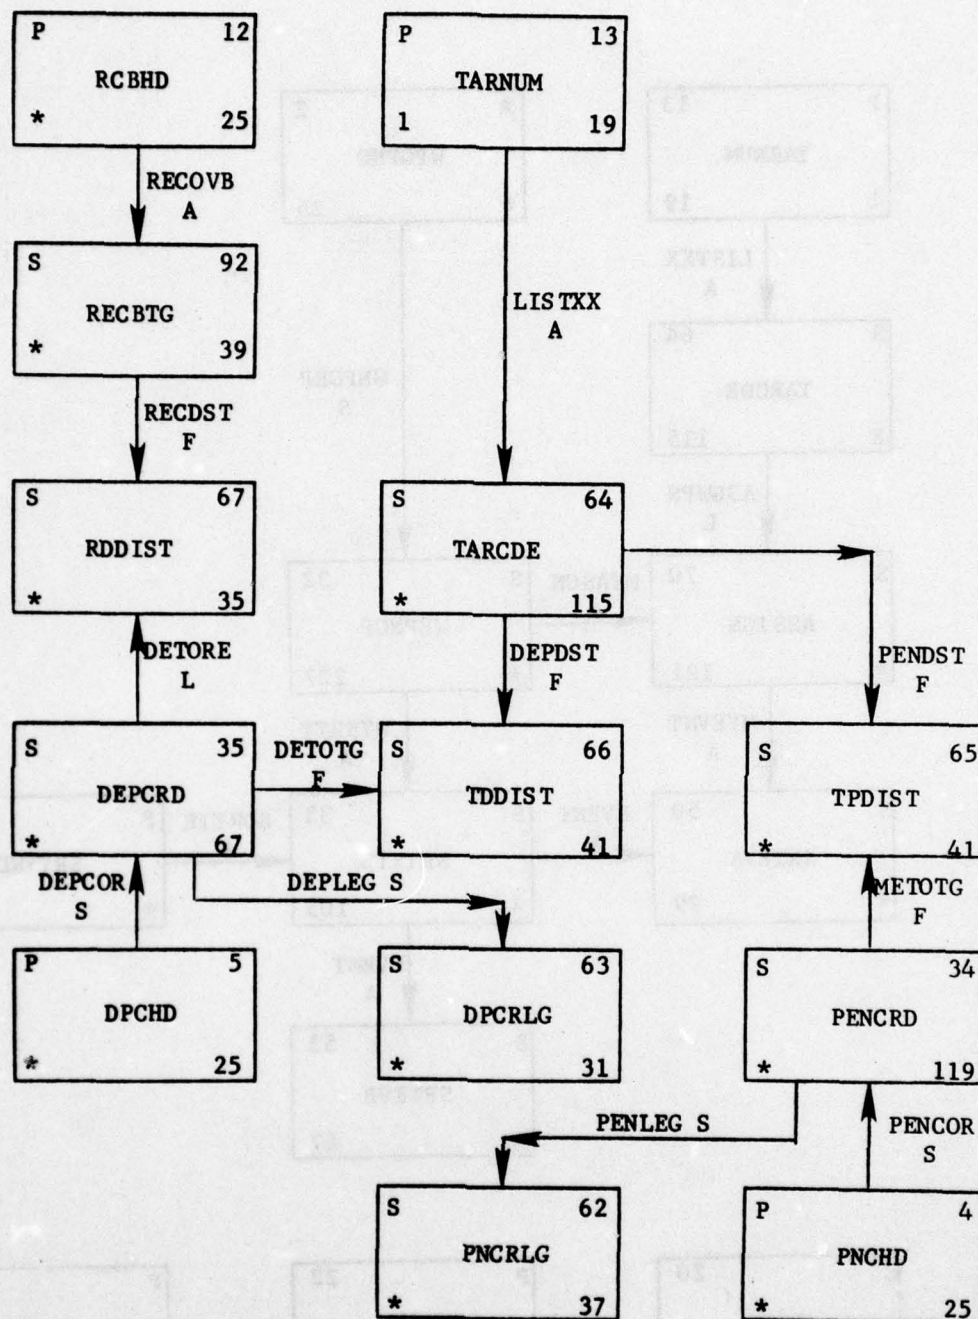 P 12 P 13
RCBHD TARNUM
* 25 1 19
RECOVB
A
S 92
RECBTG
* 39
LISTXX
A
RECDST
F
S 67 S 64
RDDIST TARCDE
* 35 * 115
DETORE DEPDST PENDST
L F F
S 35 DETOTG S 66 S 65
F
DEPCRD TDDIST TPDIST
* 67 * 41 * 41
DEPCOR DEPLEG S METOTG
S F
P 5 S 63 S 34
DPCHD DPCRLG PENCRD
* 25 * 31 * 119
PENLEG S PENCOR
S
S 62 P 4
PNCRLG PNCHD
* 37 * 25